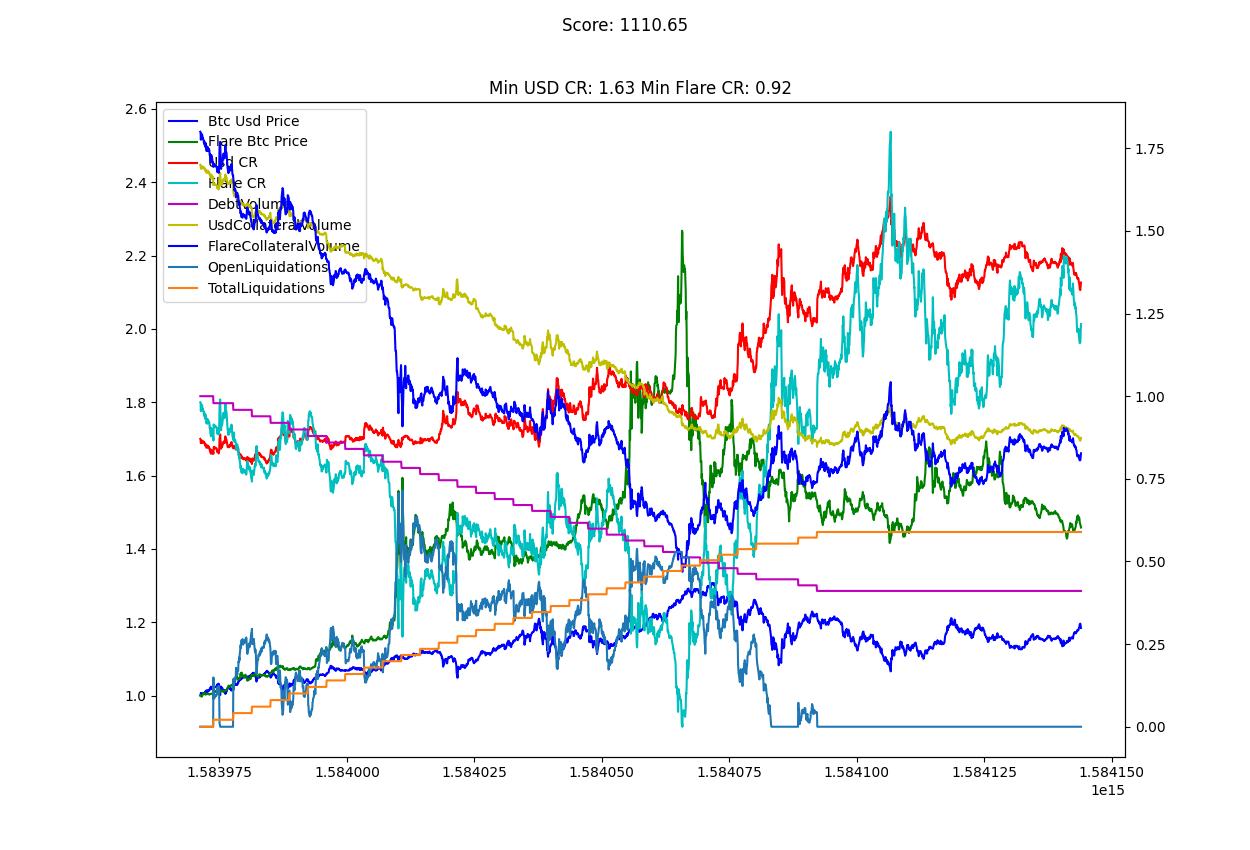 Score: 1110.65
Min USD CR: 1.63 Min Flare CR: 0.92
2.6
2.4
2.2
2.0
1.8
1.6
1.4
1.2
1.0
Btc Usd Price
Flare Btc Price
Usd CR
Flare CR
DebtVolume
UsdCollateralVolume
FlareCollateralVolume
OpenLiquidations
TotalLiquidations
1.75
1.50
1.25
1.00
0.75
0.50
0.25
0.00
1.583975 1.584000 1.584025 1.584050 1.584075 1.584100 1.584125 1.584150
1e15